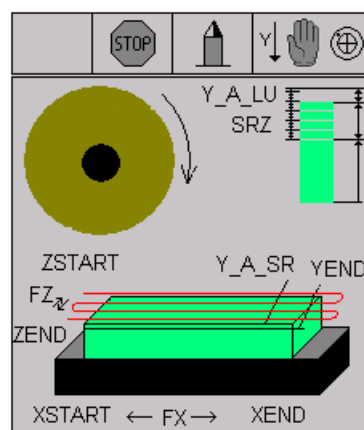 STOP Y
Y_A_LU
SRZ
ZSTART Y_A_SR YEND
FZ
ZEND
XSTART ← FX → XEND